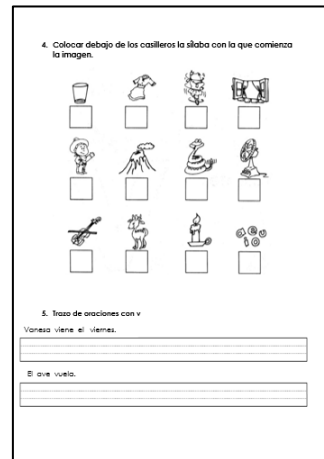 4. Colocar debajo de los casilleros la sílaba con la que comienza
la imagen.
5. Trazo de oraciones con v
Vanesa viene el viernes.
El ave vuela.